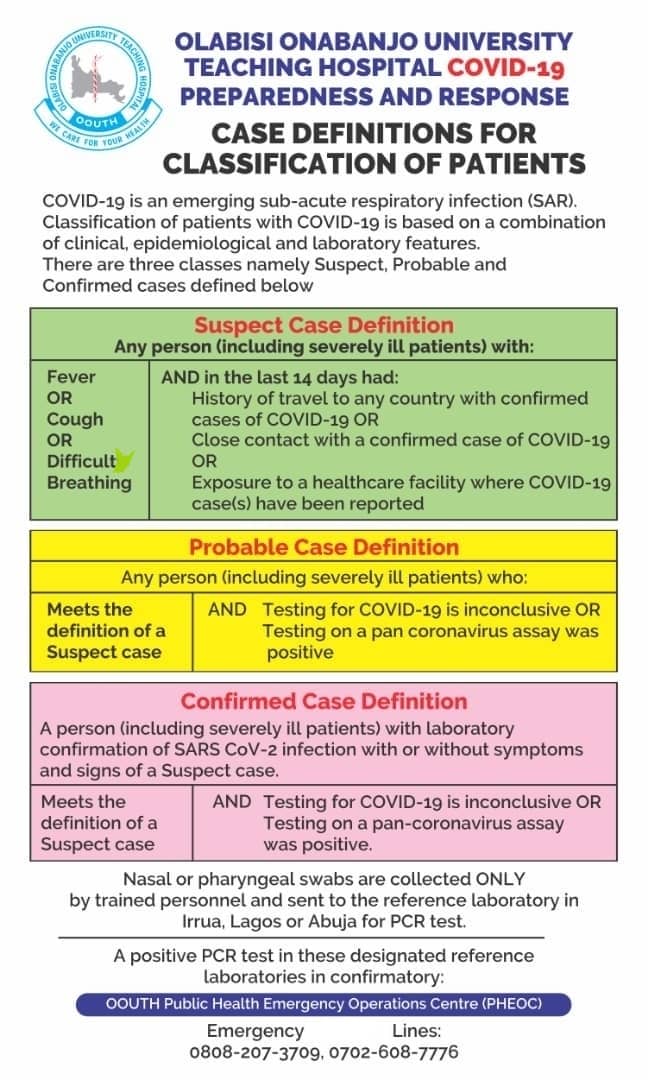 OLABISI ONABANJO UNIVERSITY TEACHING HOSPITAL
OOUTH
WE CARE FOR YOUR HEALTH
OLABISI ONABANJO UNIVERSITY
TEACHING HOSPITAL COVID-19
PREPAREDNESS AND RESPONSE
CASE DEFINITIONS FOR
CLASSIFICATION OF PATIENTS
COVID-19 is an emerging sub-acute respiratory infection (SAR).
Classification of patients with COVID-19 is based on a combination
of clinical, epidemiological and laboratory features.
There are three classes namely Suspect, Probable and
Confirmed cases defined below
Suspect Case Definition
Any person (including severely ill patients) with:
Fever
OR
Cough
OR
Difficulty
Breathing
AND in the last 14 days had:
History of travel to any country with confirmed
cases of COVID-19 OR
Close contact with a confirmed case of COVID-19
OR
Exposure to a healthcare facility where COVID-19
case(s) have been reported
Probable Case Definition
Any person (including severely ill patients) who:
Meets the
definition of a
Suspect case
AND Testing for COVID-19 is inconclusive OR
Testing on a pan coronavirus assay was
positive
Confirmed Case Definition
A person (including severely ill patients) with laboratory
confirmation of SARS CoV-2 infection with or without symptoms
and signs of a Suspect case.
Meets the
definition of a
Suspect case
AND Testing for COVID-19 is inconclusive OR
Testing on a pan-coronavirus assay
was positive.
Nasal or pharyngeal swabs are collected ONLY
by trained personnel and sent to the reference laboratory in
Irrua, Lagos or Abuja for PCR test.
A positive PCR test in these designated reference
laboratories in confirmatory:
OOUTH Public Health Emergency Operations Centre (PHEOC)
Emergency Lines:
0808-207-3709, 0702-608-7776